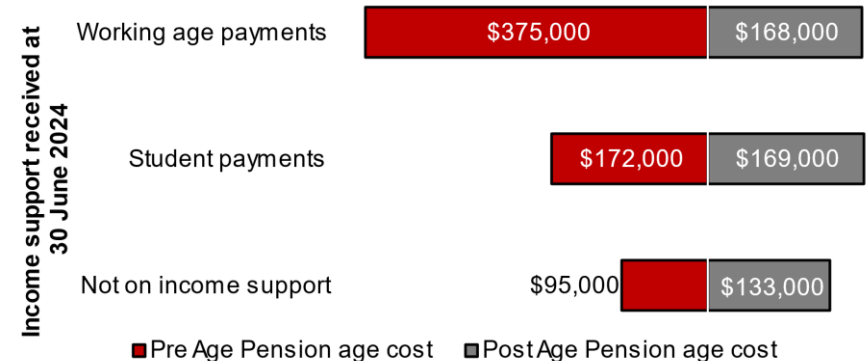 Income support received at
30 June 2024
Working age payments
$375,000
$168,000
Student payments
$172,000
$169,000
Not on income support
$95,000
$133,000
Pre Age Pension age cost
Post Age Pension age cost